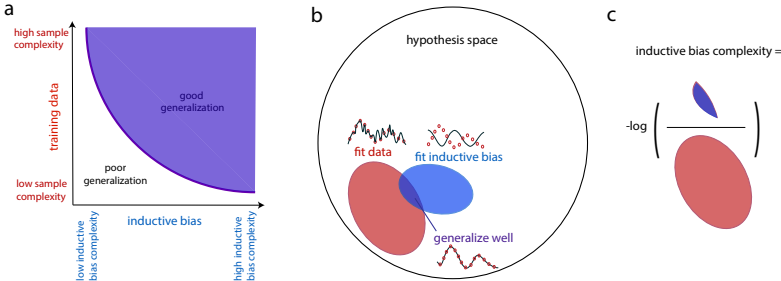 a
high sample
complexity
training data
low sample
complexity
good
generalization
poor
generalization
low inductive
bias complexity
inductive bias
high inductive
bias complexity
b
hypothesis space
fit data
fit inductive bias
generalize well
c
inductive bias complexity =
-log